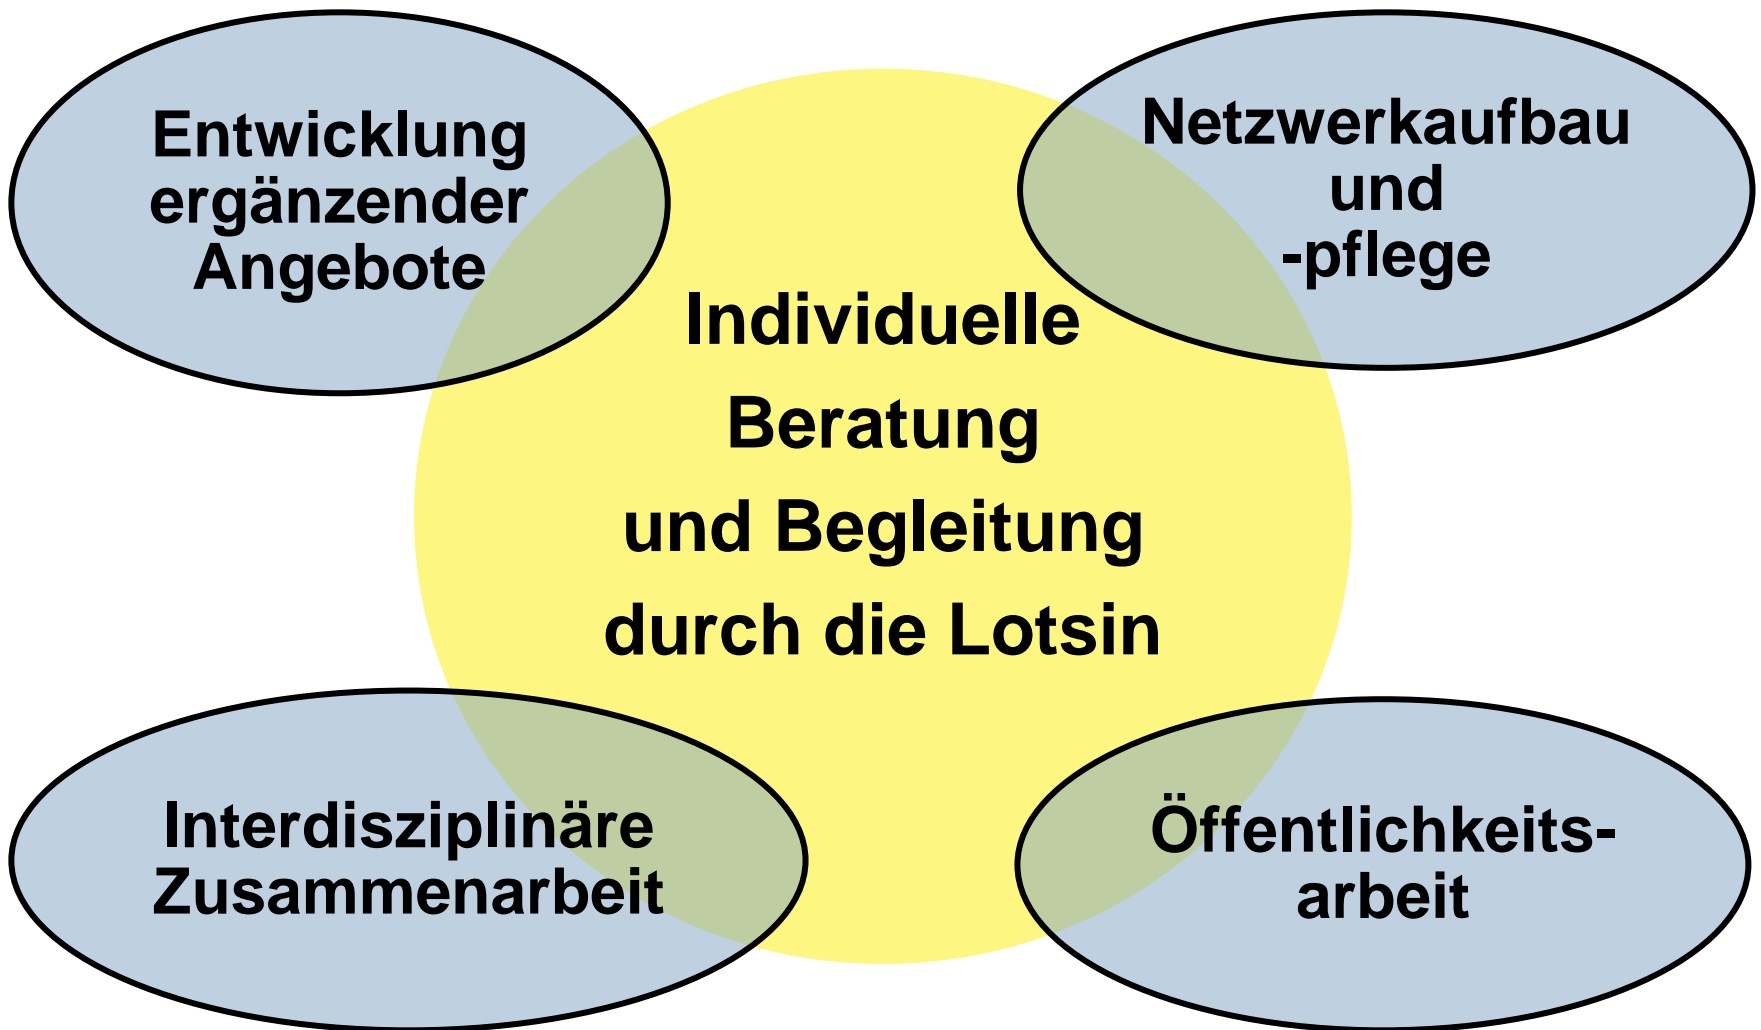 Entwicklung
ergänzender
Angebote
Netzwerkaufbau
und
-pflege
Individuelle
Beratung
und Begleitung
durch die Lotsin
Interdisziplinäre
Zusammenarbeit
Öffentlichkeits-
arbeit